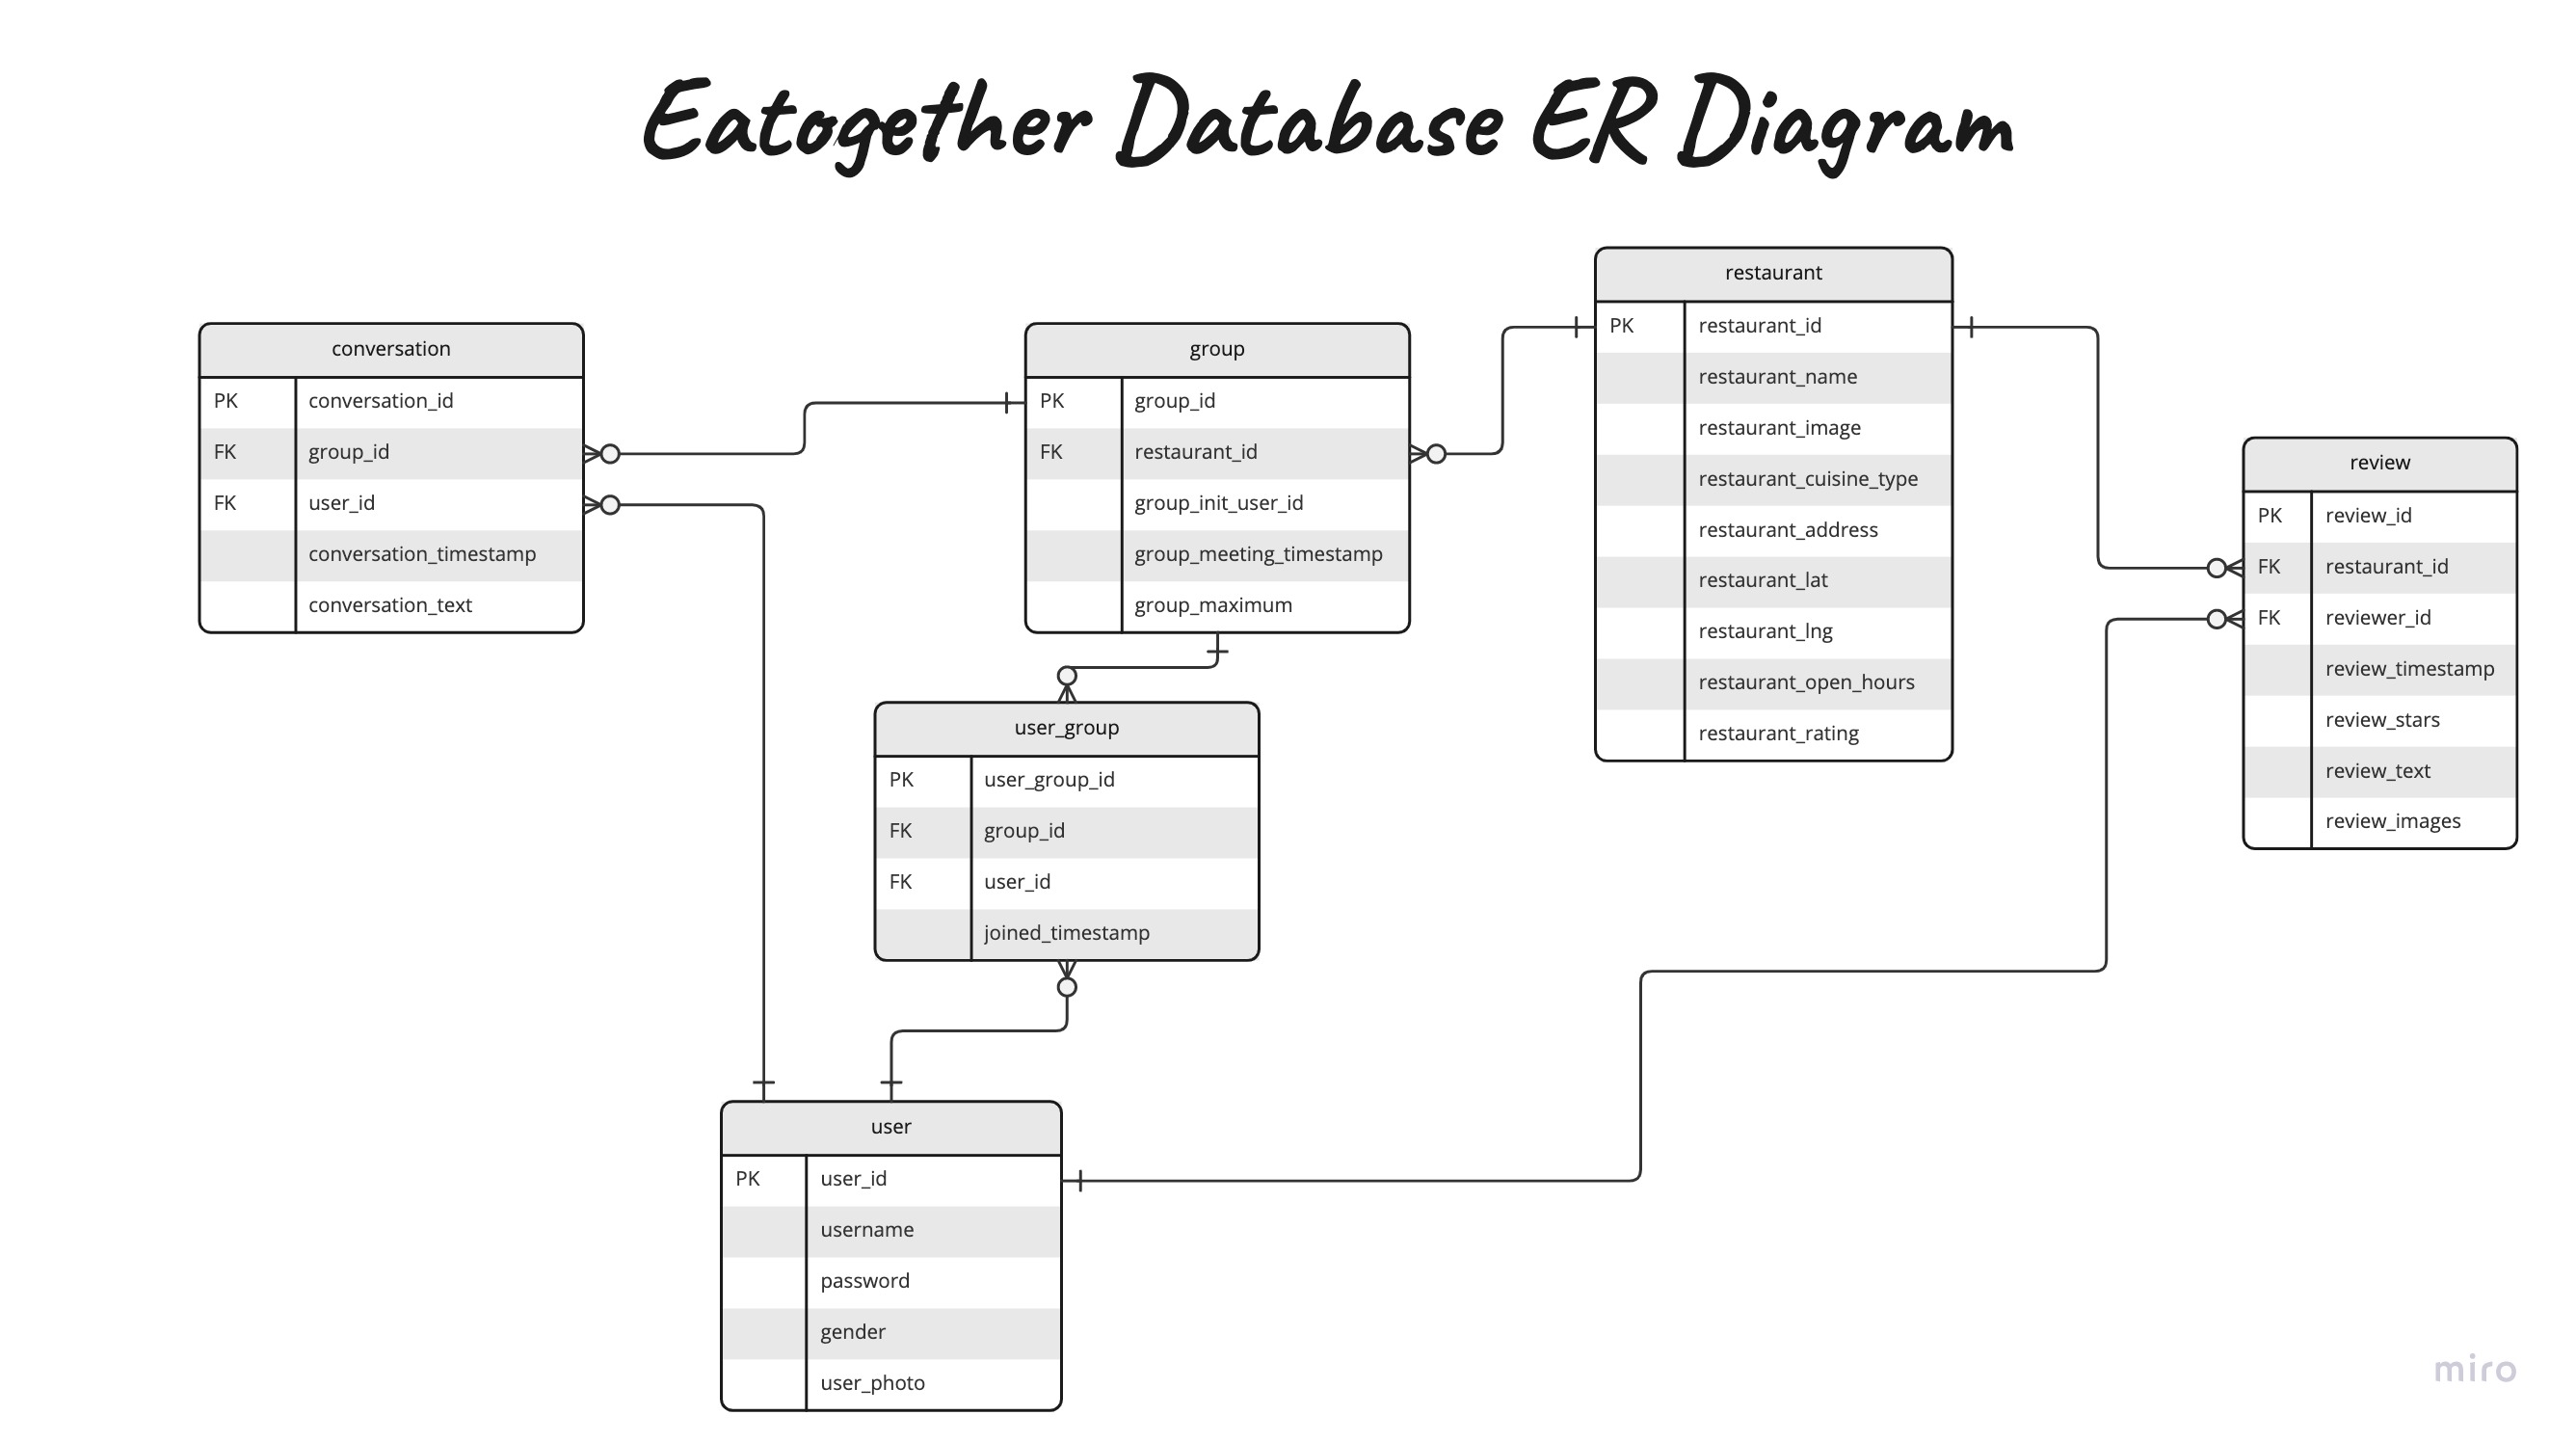 Eatogether Database ER Diagram
conversation
PK conversation_id
FK group_id
FK user_id
conversation_timestamp
conversation_text
group
PK group_id
FK restaurant_id
group_init_user_id
group_meeting_timestamp
group_maximum
restaurant
PK restaurant_id
restaurant_name
restaurant_image
restaurant_cuisine_type
restaurant_address
restaurant_lat
restaurant_lng
restaurant_open_hours
restaurant_rating
review
PK review_id
FK restaurant_id
FK reviewer_id
review_timestamp
review_stars
review_text
review_images
user_group
PK user_group_id
FK group_id
FK user_id
joined_timestamp
user
PK user_id
username
password
gender
user_photo
miro